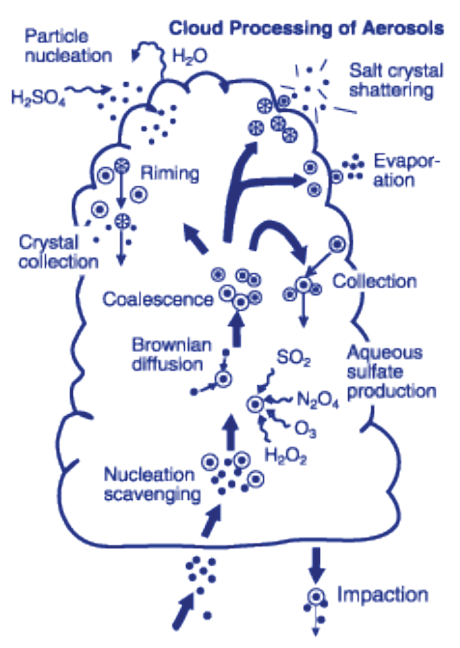 Cloud Processing of Aerosols
Particle
nucleation
H₂O
H₂SO₄
Salt crystal
shattering
Riming
Evapor-
ation
Crystal
collection
Collection
Coalescence
Brownian
diffusion
SO₂
Aqueous
sulfate
production
N₂O₄
O₃
H₂O₂
Nucleation
scavenging
Impaction